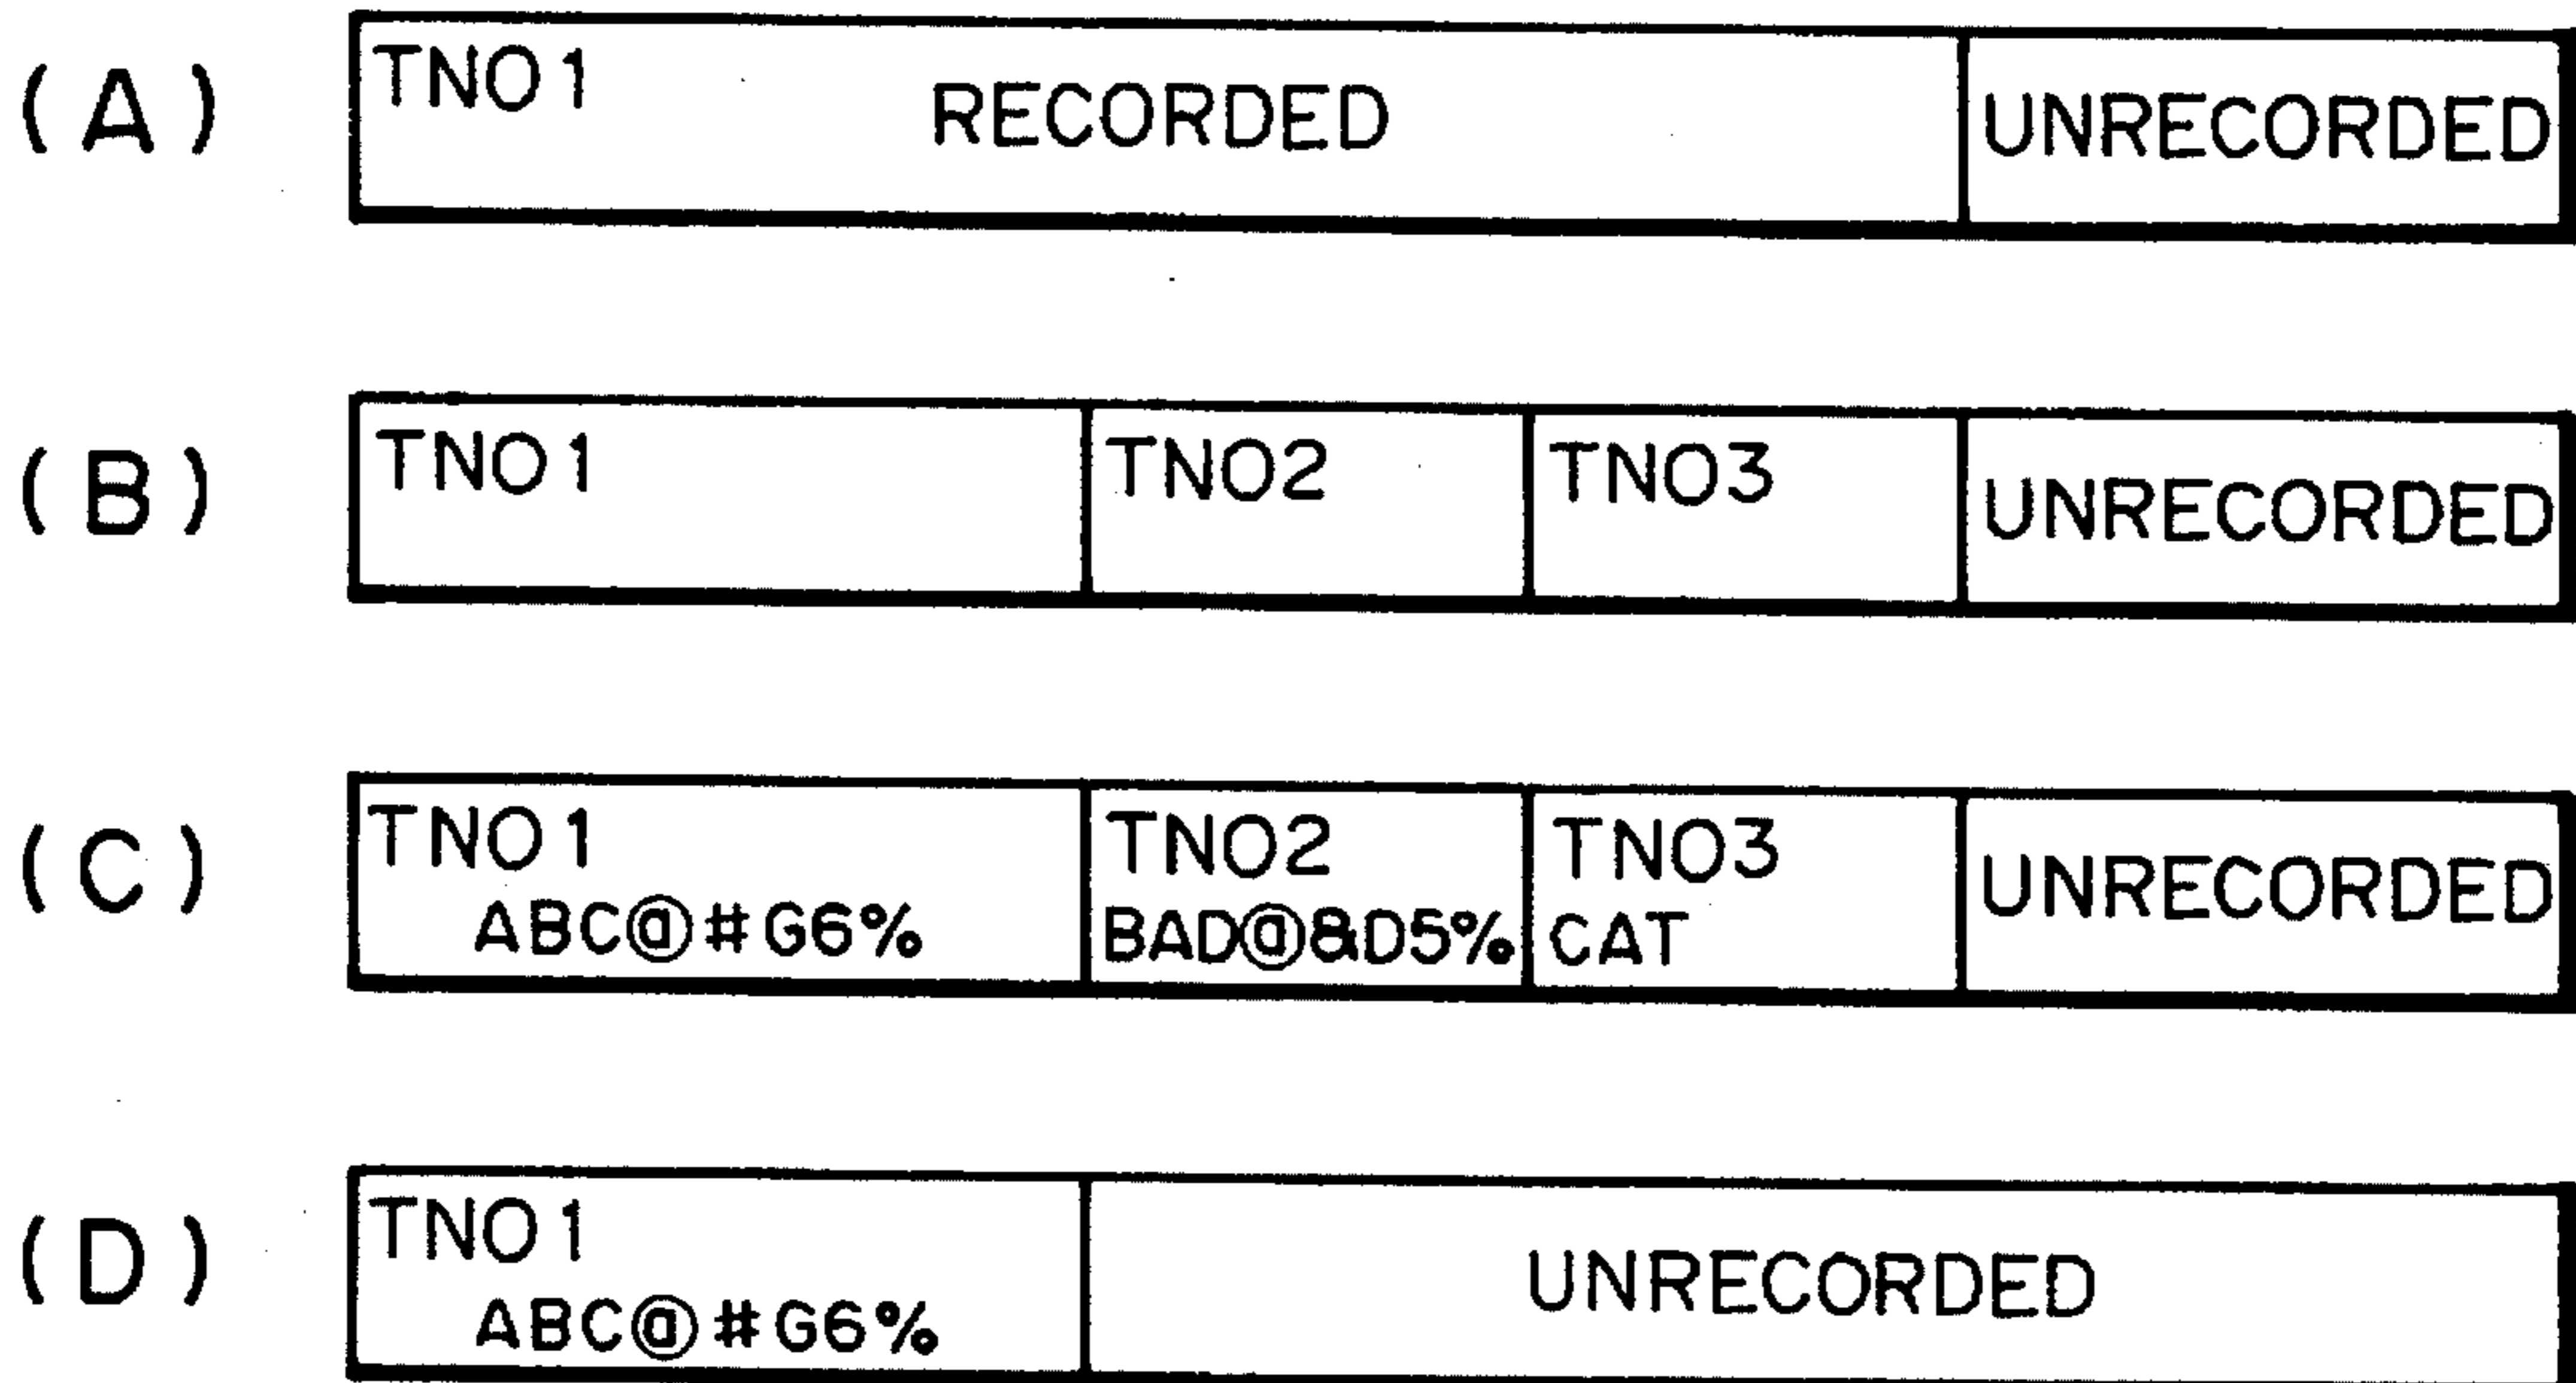 (A) TNO1 RECORDED UNRECORDED
(B) TNO1 TNO2 TNO3 UNRECORDED
(C) TNO1 TNO2 TNO3 UNRECORDED
ABC@#G6% BAD@&D5% CAT
(D) TNO1 UNRECORDED
ABC@#G6%